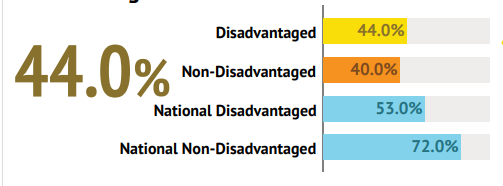 44.0%
Disadvantaged 44.0%
Non-Disadvantaged 40.0%
National Disadvantaged 53.0%
National Non-Disadvantaged 72.0%